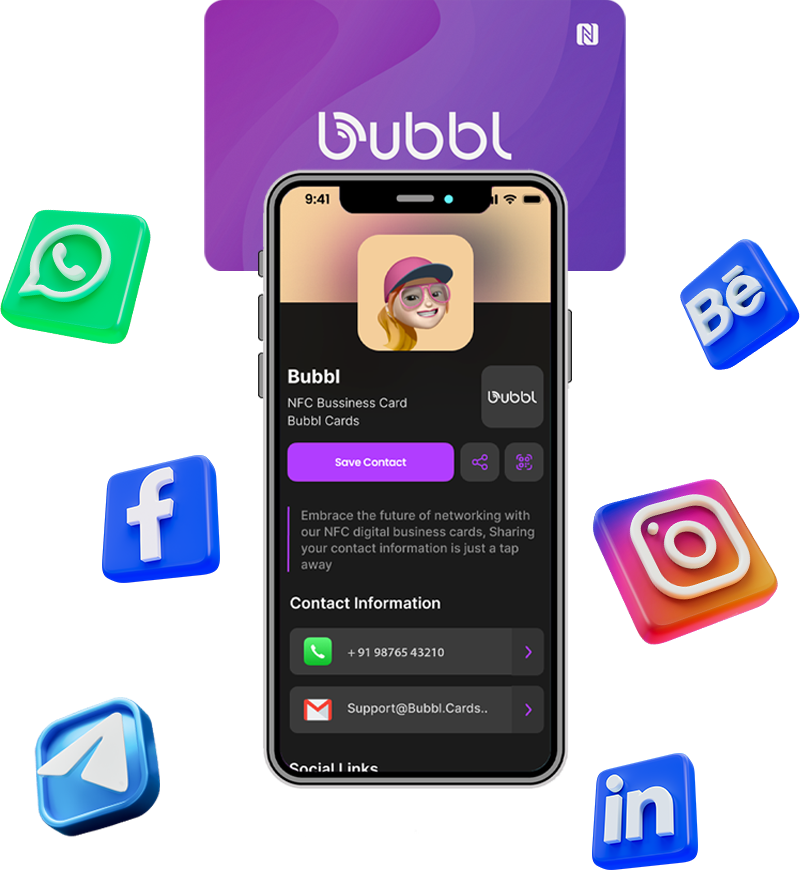 bubbl
9:41
Bubbl
NFC Bussiness Card
Bubbl Cards
bubbl
Save Contact
Embrace the future of networking with
our NFC digital business cards, Sharing
your contact information is just a tap
away
Contact Information
+ 91 98765 43210
Support@Bubbl.Cards..
Social Links
Bē
f
in